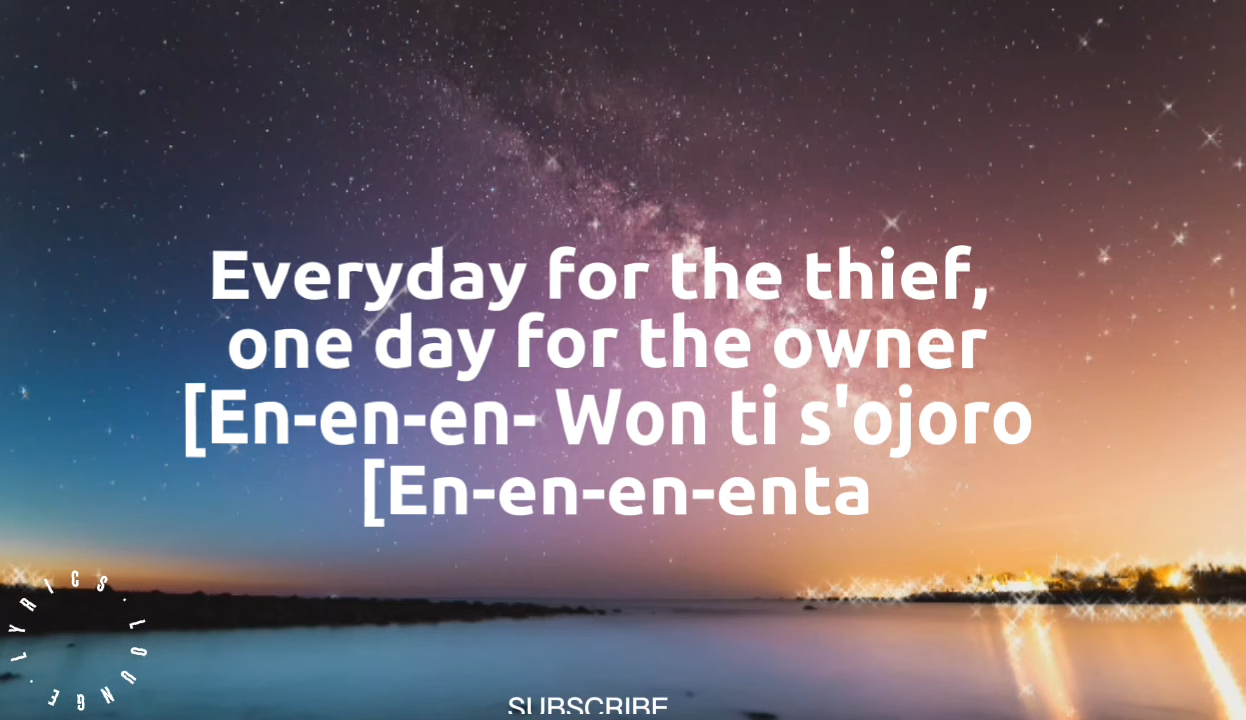 Everyday for the thief,
one day for the owner
[En-en-en- Won ti s'ojoro
[En-en-en-enta
LYRICS.LOUNGE.
SUBSCRIBE